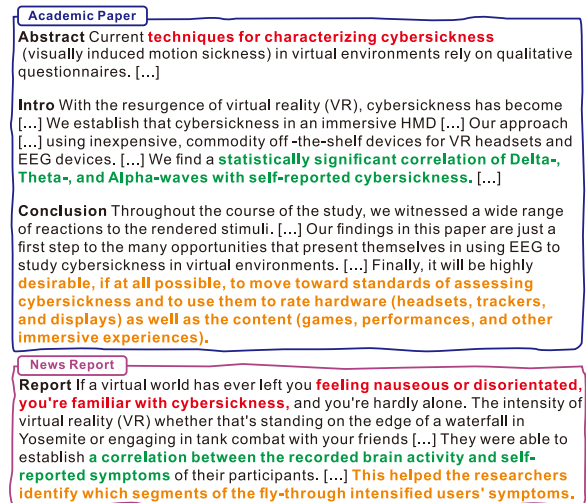 Academic Paper
Abstract Current techniques for characterizing cybersickness
(visually induced motion sickness) in virtual environments rely on qualitative
questionnaires. [...]
Intro With the resurgence of virtual reality (VR), cybersickness has become
[...] We establish that cybersickness in an immersive HMD [...] Our approach
[...] using inexpensive, commodity off -the-shelf devices for VR headsets and
EEG devices. [...] We find a statistically significant correlation of Delta-,
Theta-, and Alpha-waves with self-reported cybersickness. [...]
Conclusion Throughout the course of the study, we witnessed a wide range
of reactions to the rendered stimuli. [...] Our findings in this paper are just a
first step to the many opportunities that present themselves in using EEG to
study cybersickness in virtual environments. [...] Finally, it will be highly
desirable, if at all possible, to move toward standards of assessing
cybersickness and to use them to rate hardware (headsets, trackers,
and displays) as well as the content (games, performances, and other
immersive experiences).
News Report
Report If a virtual world has ever left you feeling nauseous or disorientated,
you're familiar with cybersickness, and you're hardly alone. The intensity of
virtual reality (VR) whether that's standing on the edge of a waterfall in
Yosemite or engaging in tank combat with your friends [...] They were able to
establish a correlation between the recorded brain activity and self-
reported symptoms of their participants. [...] This helped the researchers
identify which segments of the fly-through intensified users' symptoms.